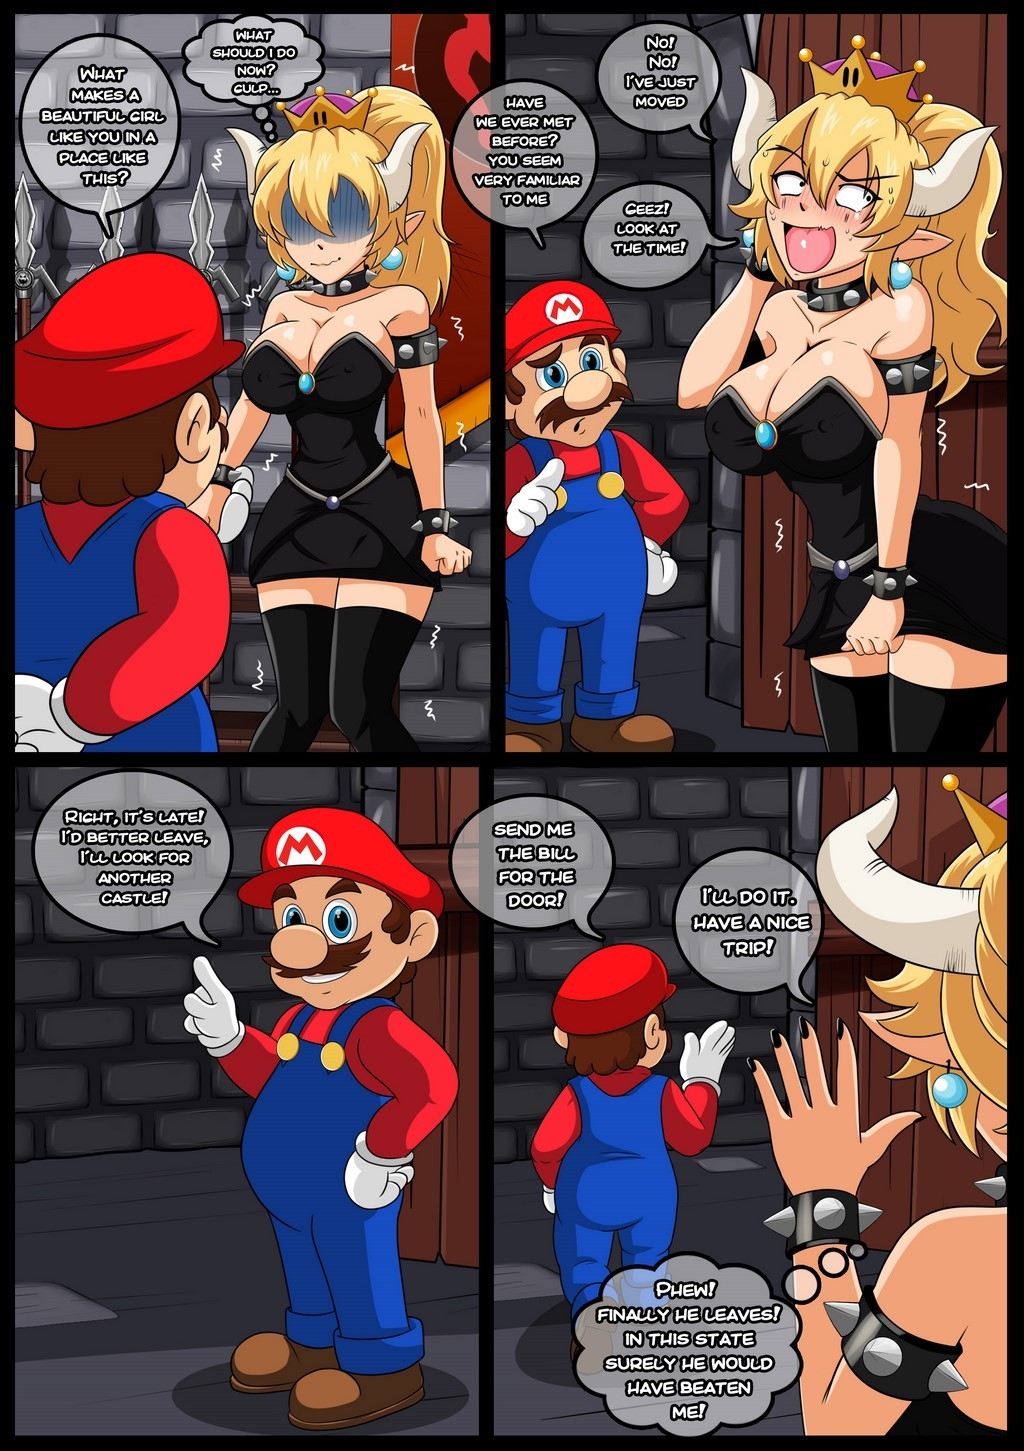 WHAT
MAKES A
BEAUTIFUL GIRL
LIKE YOU IN A
PLACE LIKE
THIS?
WHAT
SHOULD I DO
NOW?
GULP...
HAVE
WE EVER MET
BEFORE?
YOU SEEM
VERY FAMILIAR
TO ME
NO!
NO!
I'VE JUST
MOVED
GEEZ!
LOOK AT
THE TIME!
M
RIGHT, IT'S LATE!
I'D BETTER LEAVE,
I'LL LOOK FOR
ANOTHER
CASTLE!
M
SEND ME
THE BILL
FOR THE
DOOR!
I'LL DO IT.
HAVE A NICE
TRIP!
PHEW!
FINALLY HE LEAVES!
IN THIS STATE
SURELY HE WOULD
HAVE BEATEN
ME!